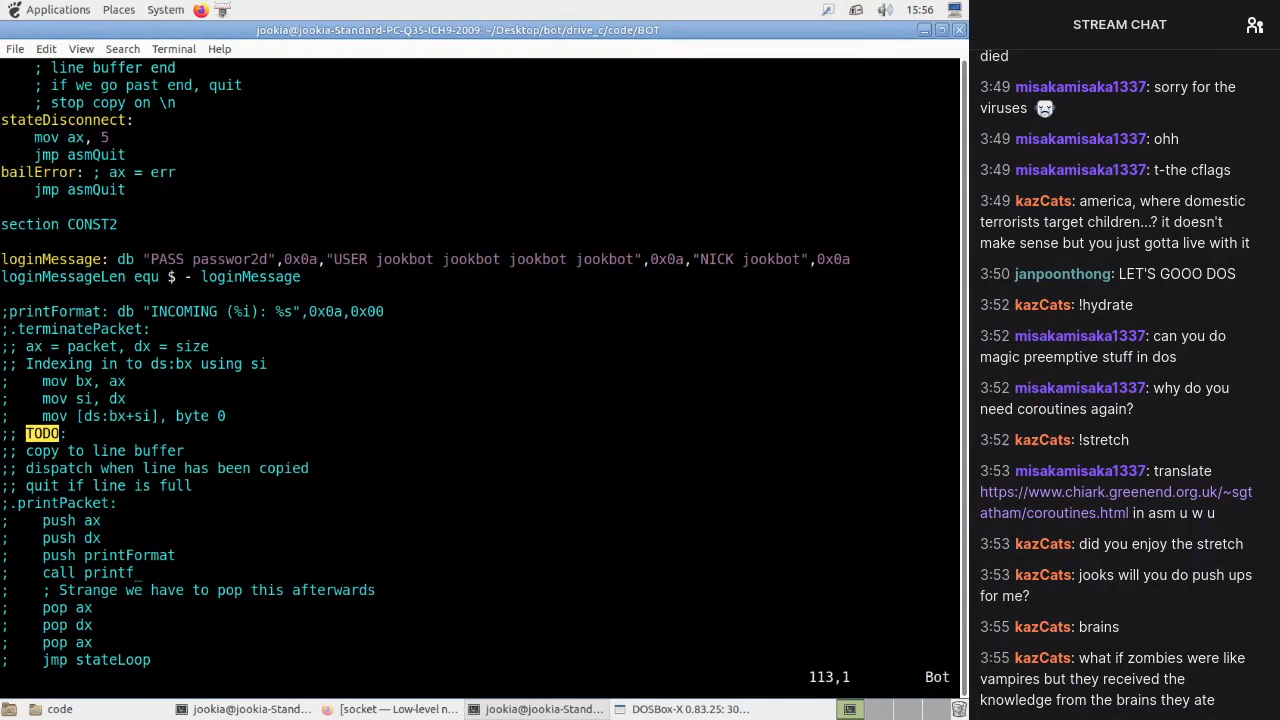 Applications Places System 15:56
jookia@jookia-Standard-PC-Q35-ICH9-2009: ~/Desktop/bot/drive_c/code/BOT
File Edit View Search Terminal Help
; line buffer end
; if we go past end, quit
; stop copy on \n
stateDisconnect:
mov ax, 5
jmp asmQuit
bailError: ; ax = err
jmp asmQuit
section CONST2
loginMessage: db "PASS passwor2d",0x0a,"USER jookbot jookbot jookbot jookbot",0x0a,"NICK jookbot",0x0a
loginMessageLen equ $ - loginMessage
;printFormat: db "INCOMING (%i): %s",0x0a,0x00
;.terminatePacket:
;; ax = packet, dx = size
;; Indexing in to ds:bx using si
; mov bx, ax
; mov si, dx
; mov [ds:bx+si], byte 0
;; TODO:
;; copy to line buffer
;; dispatch when line has been copied
;; quit if line is full
;.printPacket:
; push ax
; push dx
; push printFormat
; call printf_
; ; Strange we have to pop this afterwards
; pop ax
; pop dx
; pop ax
; jmp stateLoop
113,1 Bot
code jookia@jookia-Stand... [socket — Low-level n... jookia@jookia-Stand... DOSBox-X 0.83.25: 30...
STREAM CHAT
died
3:49 misakamisaka1337: sorry for the
viruses
3:49 misakamisaka1337: ohh
3:49 misakamisaka1337: t-the cflags
3:49 kazCats: america, where domestic
terrorists target children...? it doesn't
make sense but you just gotta live with it
3:50 janpoonthong: LET'S GOOO DOS
3:52 kazCats: !hydrate
3:52 misakamisaka1337: can you do
magic preemptive stuff in dos
3:52 misakamisaka1337: why do you
need coroutines again?
3:52 kazCats: !stretch
3:53 misakamisaka1337: translate
https://www.chiark.greenend.org.uk/~sgt
atham/coroutines.html in asm u w u
3:53 kazCats: did you enjoy the stretch
3:53 kazCats: jooks will you do push ups
for me?
3:55 kazCats: brains
3:55 kazCats: what if zombies were like
vampires but they received the
knowledge from the brains they ate